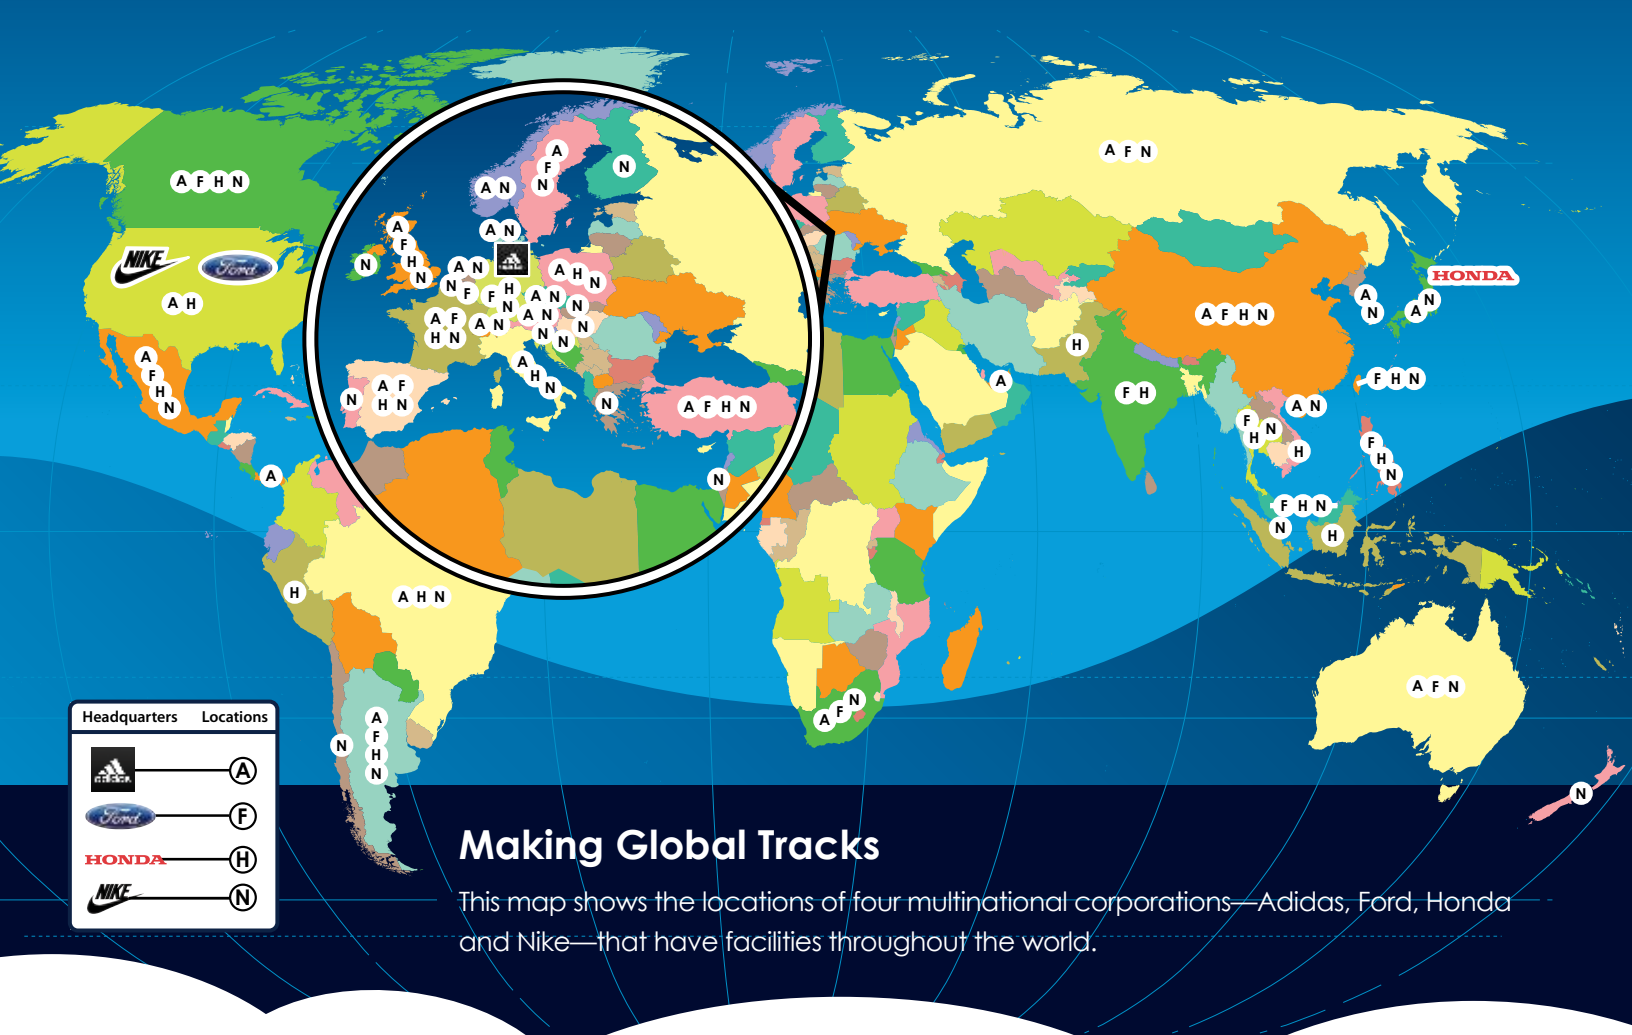 A F H N
NIKE
Ford
A H
A
F
H
N
A
H
A H N
N
A
F
H
N
A
F
N
N
A N
A N
A
F
H
N
N
A N
N
F
F
H
N
A H
N
A N
N
A N
A N
N
N
N
A F
H N
A
H
N
A F
H N
N
N
A F H N
N
A F N
HONDA
A
N
N
A
A F H N
H
A
F H
F H N
A N
F
H
N
H
F
H
N
F H N
N
H
A F N
A F N
N
Headquarters Locations
adidas A
Ford F
HONDA H
NIKE N
Making Global Tracks
This map shows the locations of four multinational corporations—Adidas, Ford, Honda
and Nike—that have facilities throughout the world.